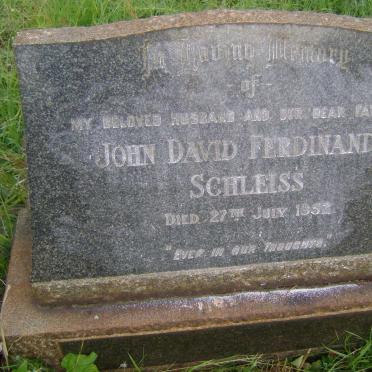 In Loving Memory
of
MY BELOVED HUSBAND AND OUR DEAR FA
JOHN DAVID FERDINAND
SCHLEISS
DIED 27TH JULY 1952
"EVER IN OUR THOUGHTS."